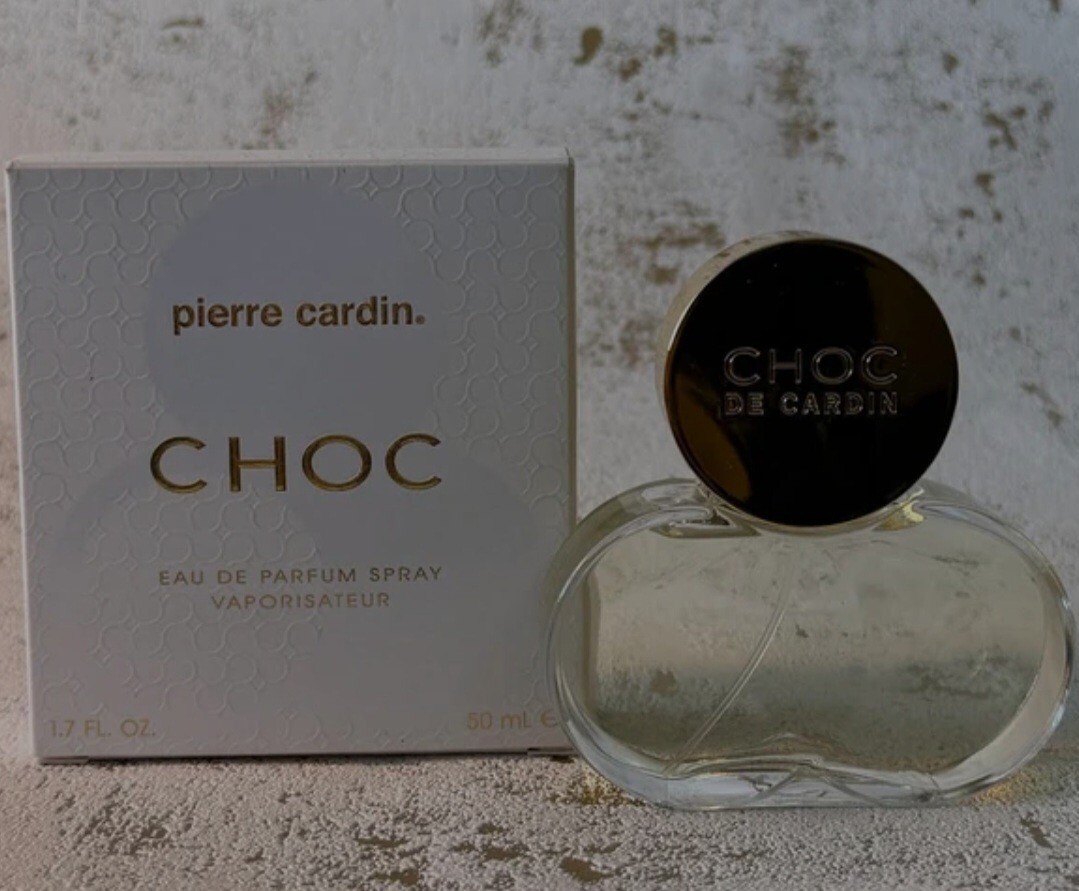 pierre cardin.
CHOC
EAU DE PARFUM SPRAY
VAPORISATEUR
1.7 FL. OZ.
50 ml ℮
CHOC
DE CARDIN